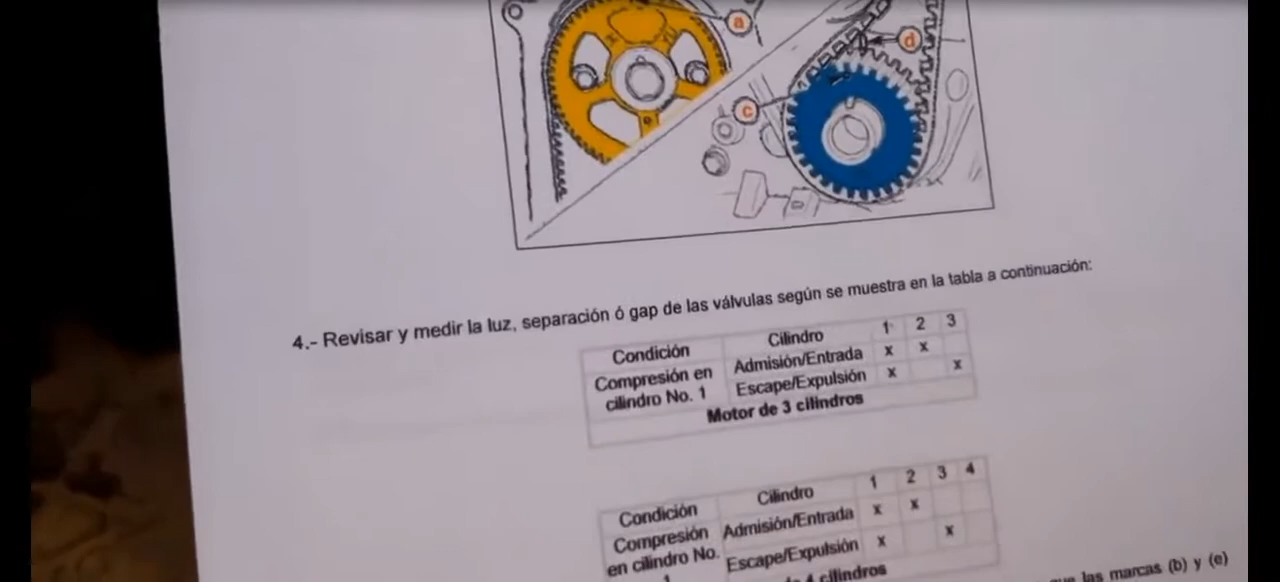 a
d
c
4.- Revisar y medir la luz, separación ó gap de las válvulas según se muestra en la tabla a continuación:
Condición Cilindro 1 2 3
Compresión en Admisión/Entrada x x
cilindro No. 1 Escape/Expulsión x x
Motor de 3 cilindros
Condición Cilindro 1 2 3 4
Compresión Admisión/Entrada x x
en cilindro No. Escape/Expulsión x x
4 cilindros
las marcas (b) y (e)